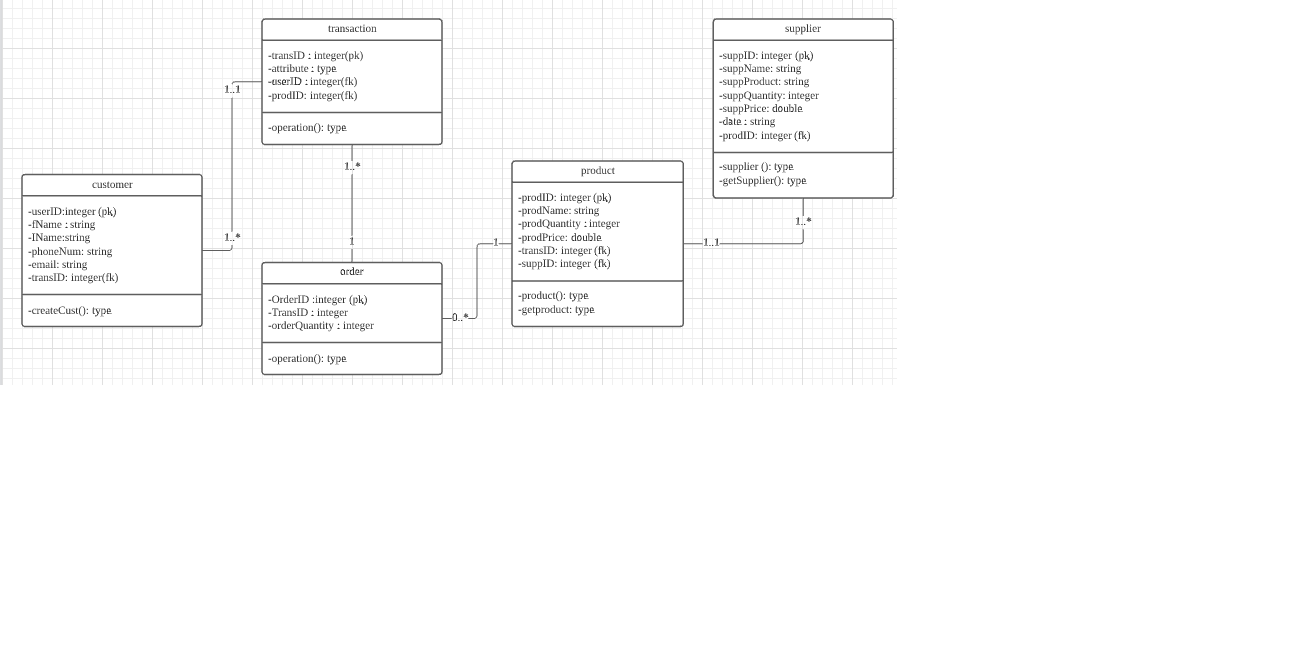 transaction
-transID : integer(pk)
-attribute : type
-userID : integer(fk)
-prodID: integer(fk)
-operation(): type
supplier
-suppID: integer (pk)
-suppName: string
-suppProduct: string
-suppQuantity: integer
-suppPrice: double
-date : string
-prodID: integer (fk)
-supplier (): type
-getSupplier(): type
1..1
1..*
customer
-userID:integer (pk)
-fName : string
-IName:string
-phoneNum: string
-email: string
-transID: integer(fk)
-createCust(): type
1..*
1
order
-OrderID :integer (pk)
-TransID : integer
-orderQuantity : integer
-operation(): type
0..*
1
product
-prodID: integer (pk)
-prodName: string
-prodQuantity : integer
-prodPrice: double
-transID: integer (fk)
-suppID: integer (fk)
-product(): type
-getproduct: type
1..1
1..*